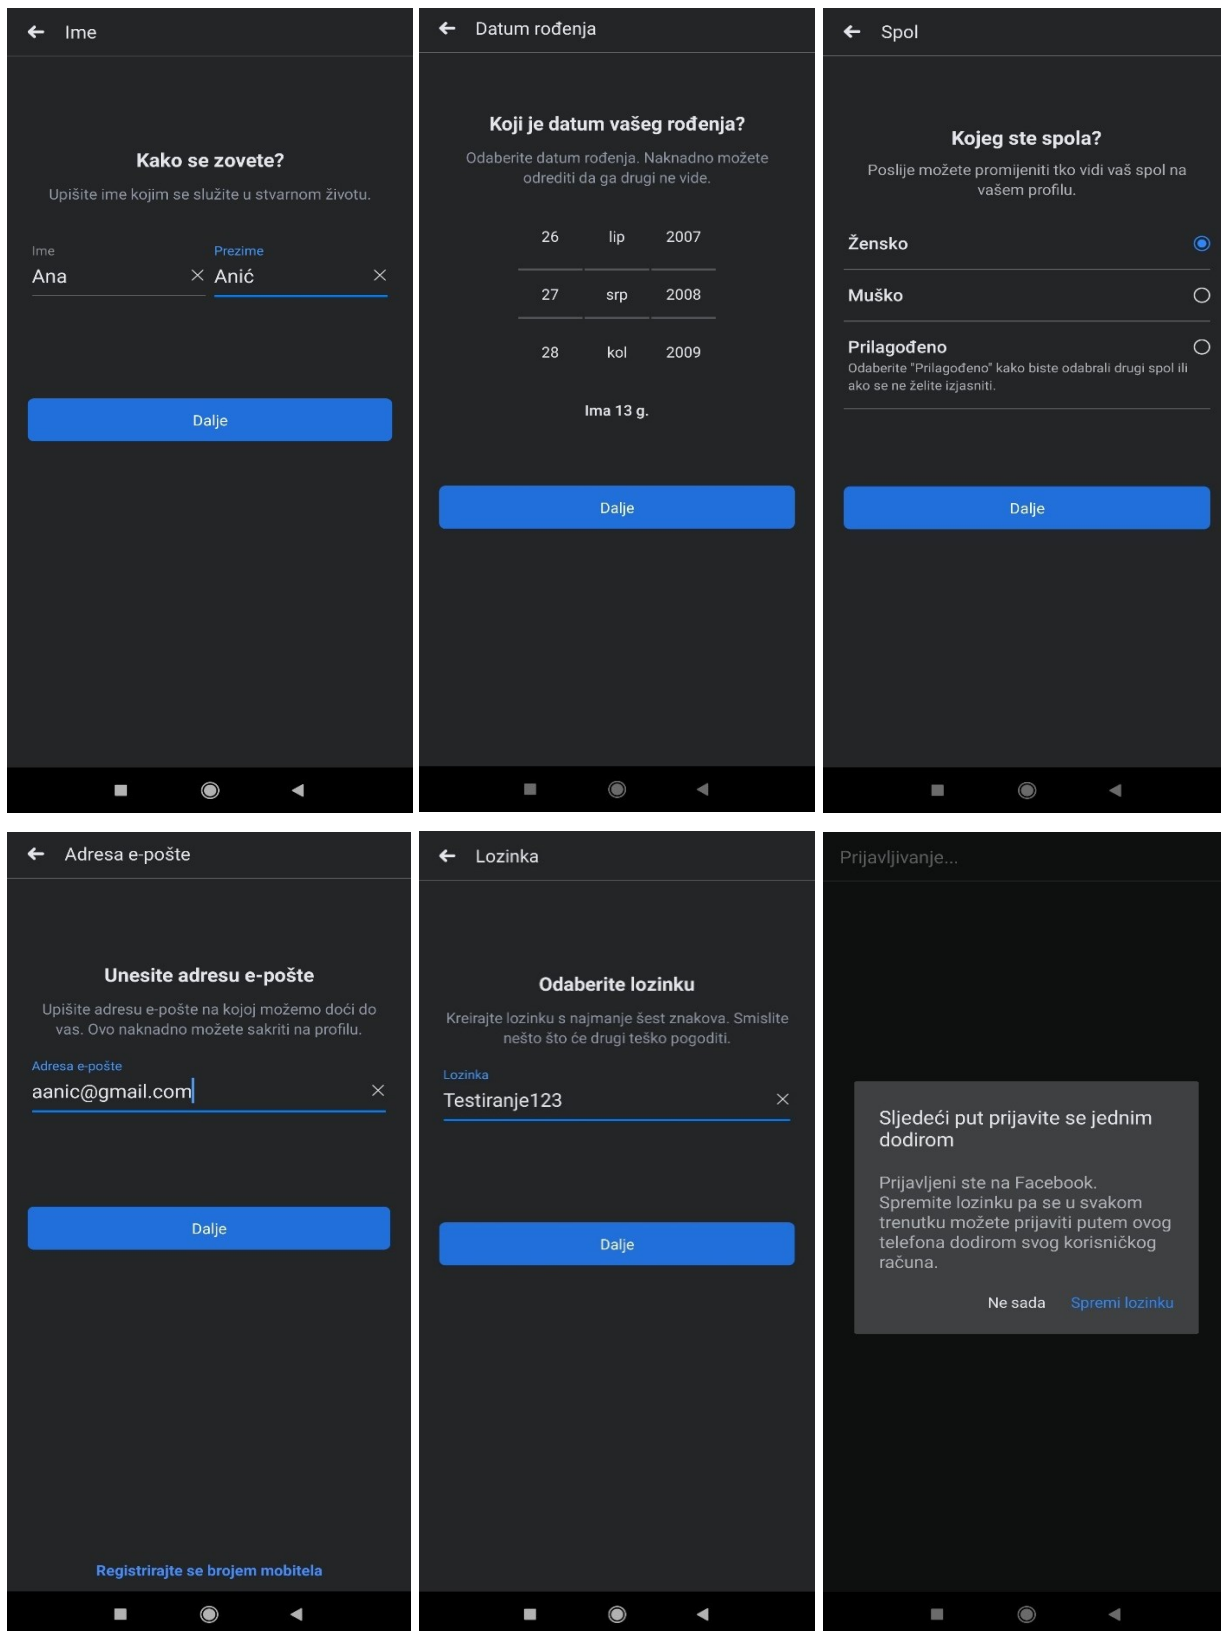 Ime
Kako se zovete?
Upišite ime kojim se služite u stvarnom životu.
Ime Prezime
Ana Anić
Dalje
Datum rođenja
Koji je datum vašeg rođenja?
Odaberite datum rođenja. Naknadno možete
odrediti da ga drugi ne vide.
26 lip 2007
27 srp 2008
28 kol 2009
Ima 13 g.
Dalje
Spol
Kojeg ste spola?
Poslije možete promijeniti tko vidi vaš spol na
vašem profilu.
Žensko
Muško
Prilagođeno
Odaberite "Prilagođeno" kako biste odabrali drugi spol ili
ako se ne želite izjasniti.
Dalje
Adresa e-pošte
Unesite adresu e-pošte
Upišite adresu e-pošte na kojoj možemo doći do
vas. Ovo naknadno možete sakriti na profilu.
Adresa e-pošte
aanic@gmail.com
Dalje
Registrirajte se brojem mobitela
Lozinka
Odaberite lozinku
Kreirajte lozinku s najmanje šest znakova. Smislite
nešto što će drugi teško pogoditi.
Lozinka
Testiranje123
Dalje
Prijavljivanje...
Sljedeći put prijavite se jednim
dodirom
Prijavljeni ste na Facebook.
Spremite lozinku pa se u svakom
trenutku možete prijaviti putem ovog
telefona dodirom svog korisničkog
računa.
Ne sada Spremi lozinku